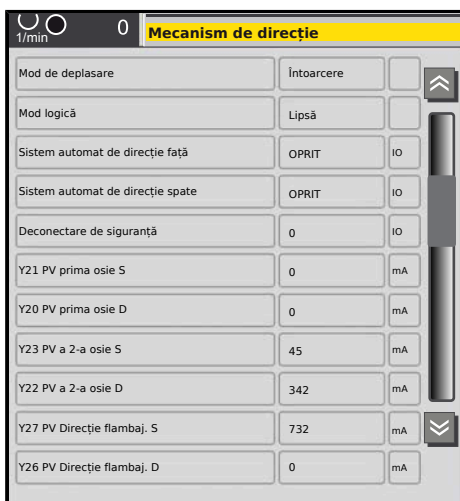 1/min 0 Mecanism de direcție
Mod de deplasare Întoarcere
Mod logică Lipsă
Sistem automat de direcție față OPRIT IO
Sistem automat de direcție spate OPRIT IO
Deconectare de siguranță 0 IO
Y21 PV prima osie S 0 mA
Y20 PV prima osie D 0 mA
Y23 PV a 2-a osie S 45 mA
Y22 PV a 2-a osie D 342 mA
Y27 PV Direcție flambaj. S 732 mA
Y26 PV Direcție flambaj. D 0 mA